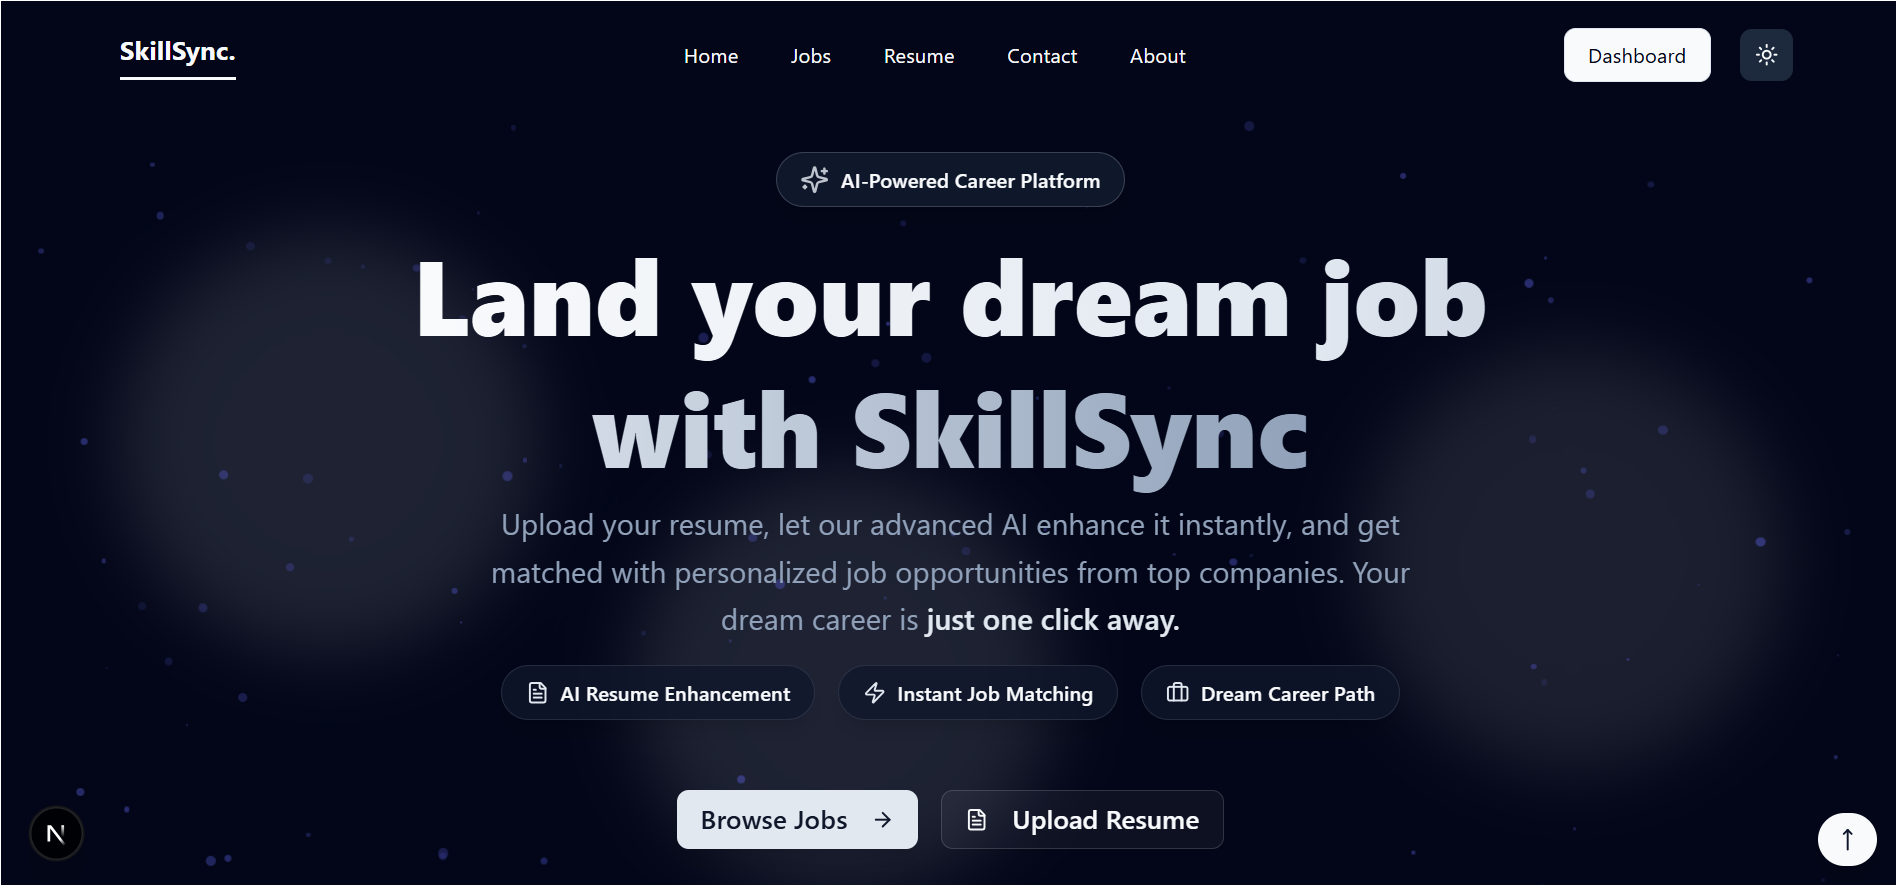 SkillSync.
Home
Jobs
Resume
Contact
About
Dashboard
AI-Powered Career Platform
Land your dream job
with SkillSync
Upload your resume, let our advanced AI enhance it instantly, and get
matched with personalized job opportunities from top companies. Your
dream career is just one click away.
AI Resume Enhancement
Instant Job Matching
Dream Career Path
Browse Jobs
Upload Resume
N